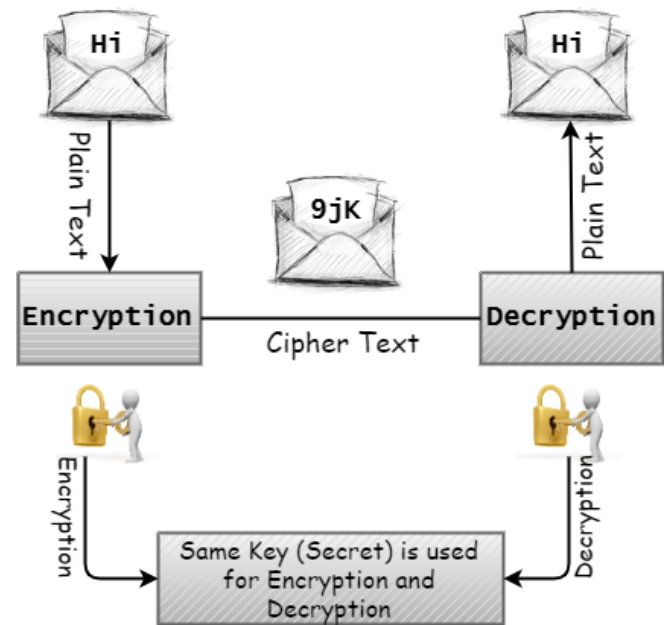 Hi
Hi
Plain Text
Plain Text
9jK
Encryption
Decryption
Cipher Text
Encryption
Decryption
Same Key (Secret) is used
for Encryption and
Decryption